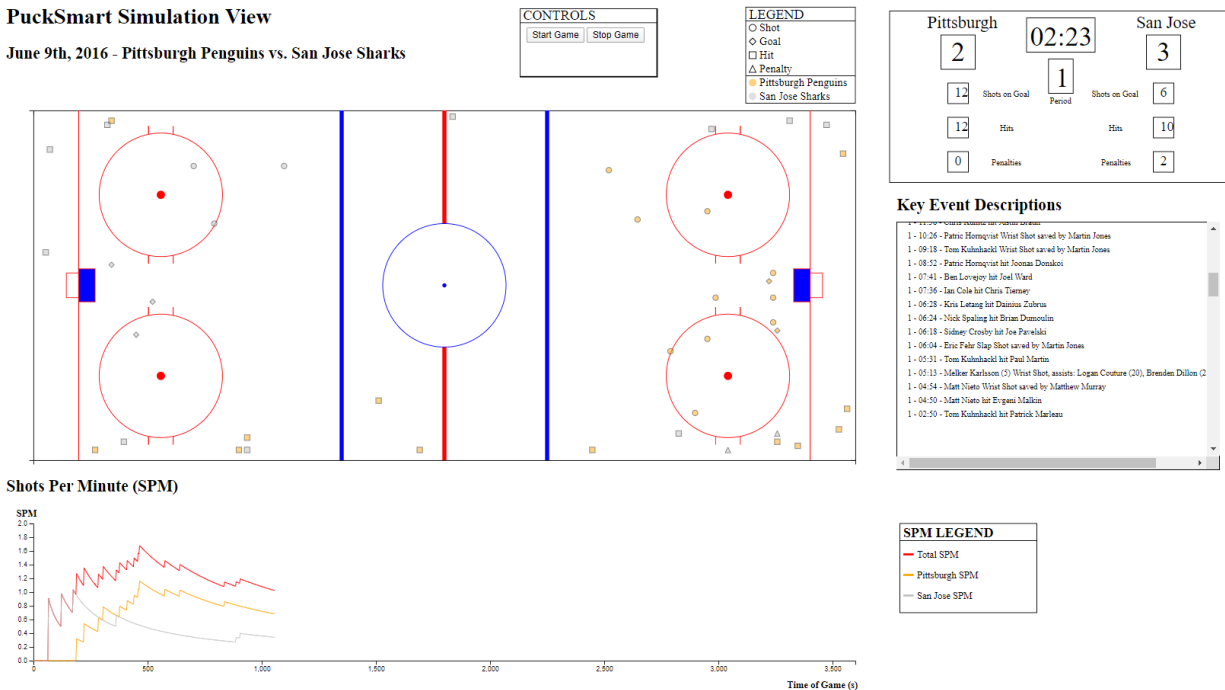 PuckSmart Simulation View
June 9th, 2016 - Pittsburgh Penguins vs. San Jose Sharks
CONTROLS
Start Game Stop Game
LEGEND
Shot
Goal
Hit
Penalty
Pittsburgh Penguins
San Jose Sharks
Pittsburgh San Jose
2 02:23 3
1
Period
12 Shots on Goal Shots on Goal 6
12 Hits Hits 10
0 Penalties Penalties 2
Key Event Descriptions
1 - 10:26 - Patric Hornqvist Wrist Shot saved by Martin Jones
1 - 09:18 - Tom Kuhnhackl Wrist Shot saved by Martin Jones
1 - 08:52 - Patric Hornqvist hit Joonas Donskoi
1 - 07:41 - Ben Lovejoy hit Joel Ward
1 - 07:36 - Ian Cole hit Chris Tierney
1 - 06:28 - Kris Letang hit Dainius Zubrus
1 - 06:24 - Nick Spaling hit Brian Dumoulin
1 - 06:18 - Sidney Crosby hit Joe Pavelski
1 - 06:04 - Eric Fehr Slap Shot saved by Martin Jones
1 - 05:31 - Tom Kuhnhackl hit Paul Martin
1 - 05:13 - Melker Karlsson (5) Wrist Shot, assists: Logan Couture (20), Brenden Dillon (2
1 - 04:54 - Matt Nieto Wrist Shot saved by Matthew Murray
1 - 04:50 - Matt Nieto hit Evgeni Malkin
1 - 02:50 - Tom Kuhnhackl hit Patrick Marleau
Shots Per Minute (SPM)
SPM
2.0
1.8
1.6
1.4
1.2
1.0
0.8
0.6
0.4
0.2
0.0
0 500 1,000 1,500 2,000 2,500 3,000 3,500
Time of Game (s)
SPM LEGEND
Total SPM
Pittsburgh SPM
San Jose SPM